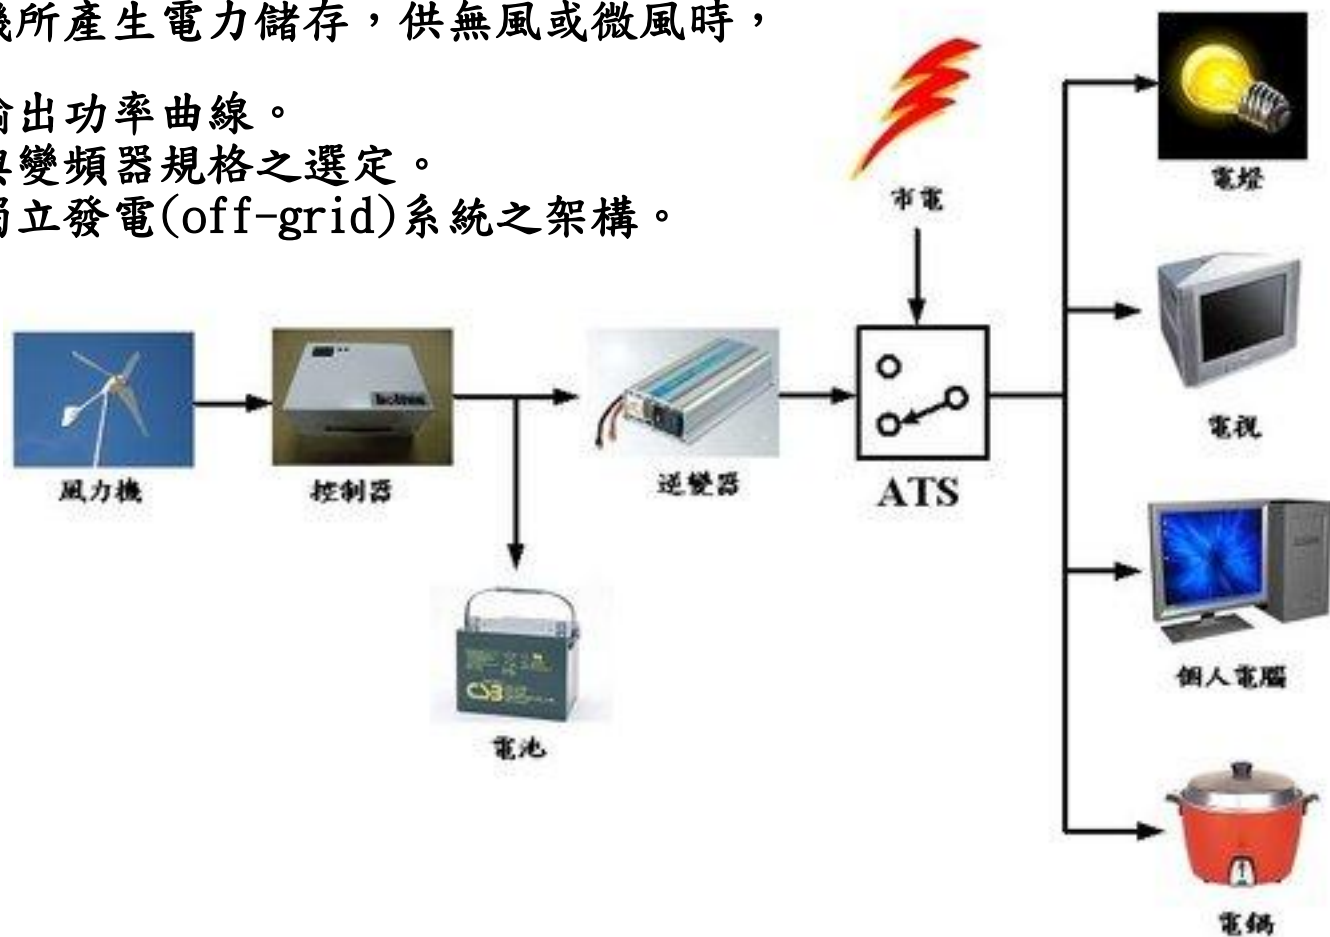 所產生電力儲存，供無風或微風時，
輸出功率曲線。
與變頻器規格之選定。
立發電(off-grid)系統之架構。
市電
電燈
電視
風力機
控制器
逆變器
ATS
個人電腦
CSB
電池
電鍋